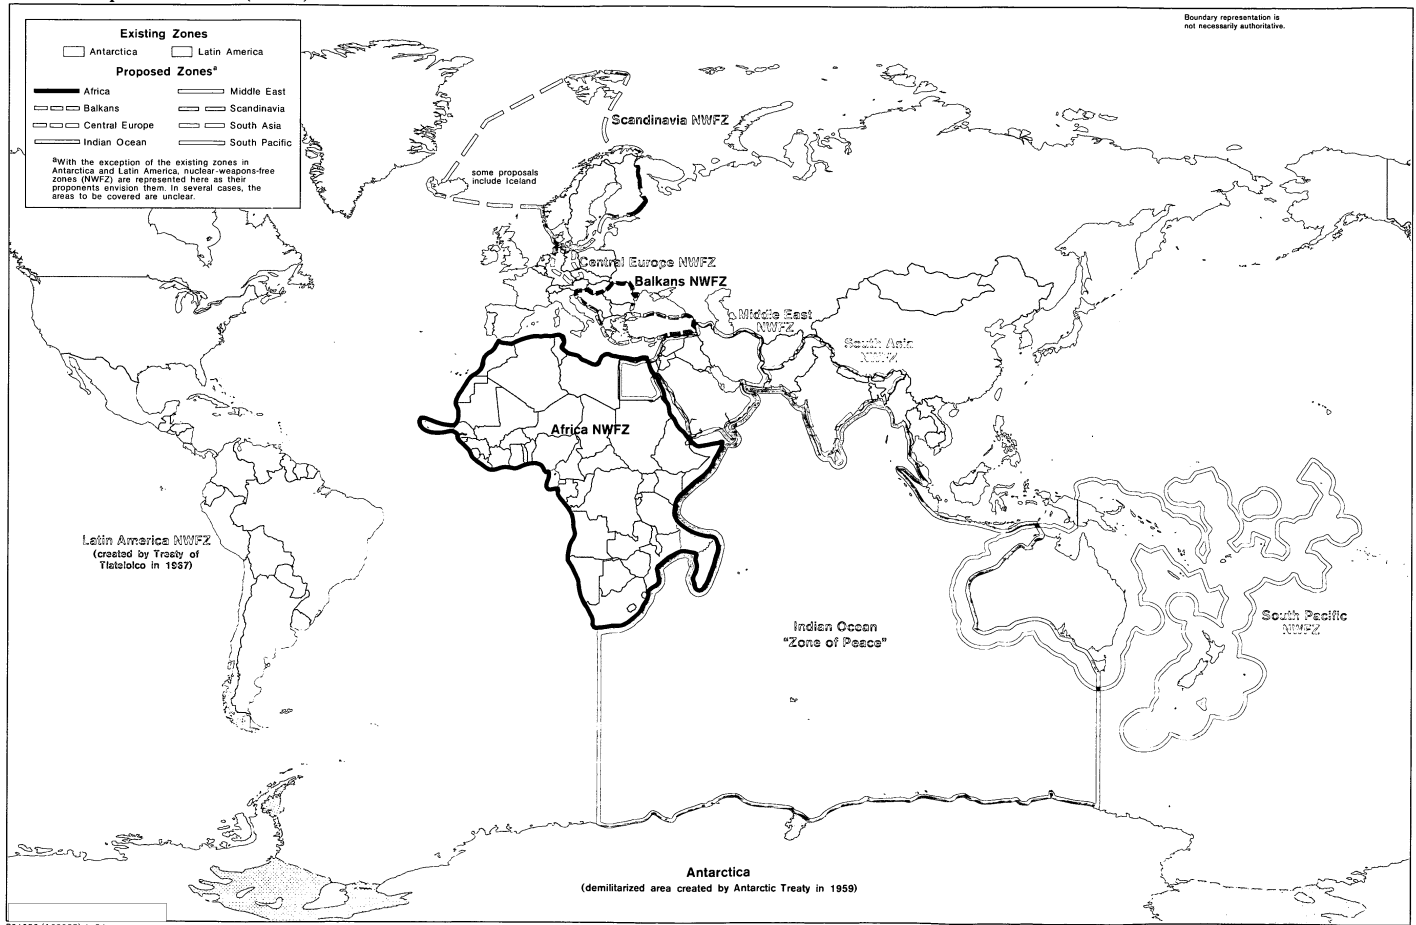 Boundary representation is
not necessarily authoritative.
Existing Zones
Antarctica
Latin America
Proposed Zones^a
Africa
Middle East
Balkans
Scandinavia
Central Europe
South Asia
Indian Ocean
South Pacific
^aWith the exception of the existing zones in
Antarctica and Latin America, nuclear-weapons-free
zones (NWFZ) are represented here as their
proponents envision them. In several cases, the
areas to be covered are unclear.
Scandinavia NWFZ
some proposals
include Iceland
Central Europe NWFZ
Balkans NWFZ
Middle East
NWFZ
South Asia
NWFZ
Africa NWFZ
Latin America NWFZ
(created by Treaty of
Tlatelolco in 1967)
Indian Ocean
"Zone of Peace"
South Pacific
NWFZ
Antarctica
(demilitarized area created by Antarctic Treaty in 1959)